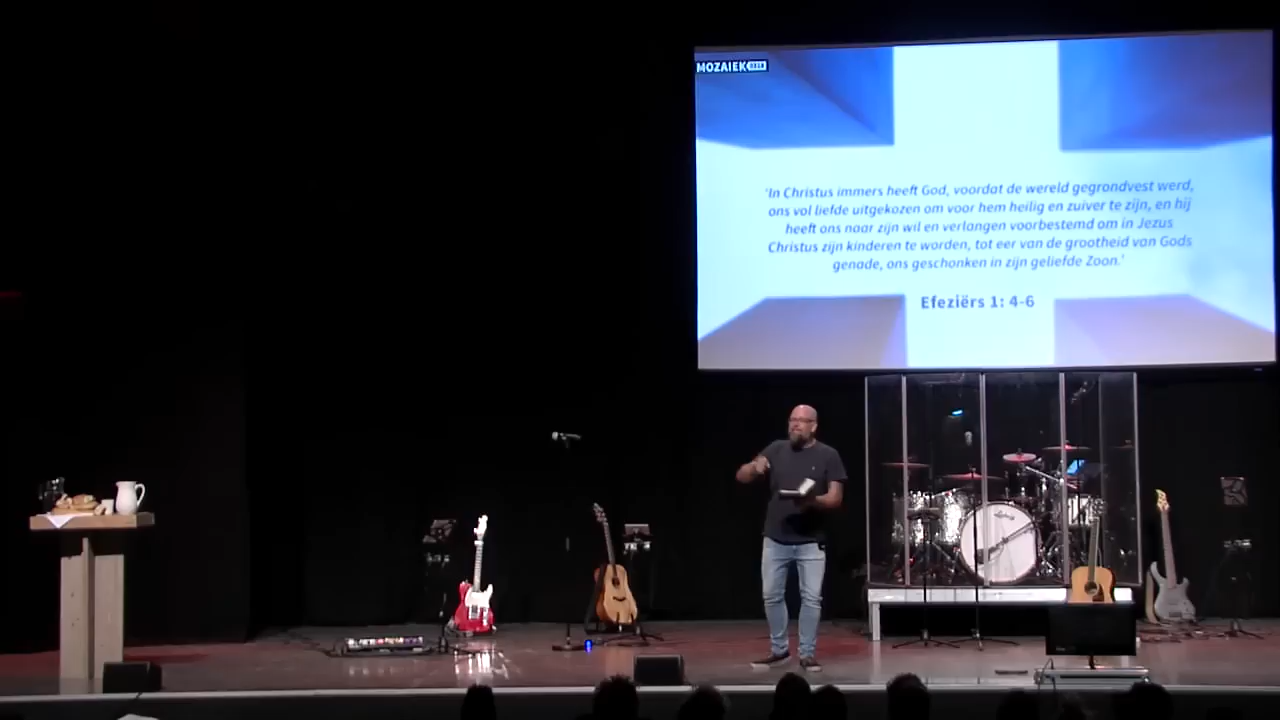 MOZAIEK
'In Christus immers heeft God, voordat de wereld gegrondvest werd,
ons vol liefde uitgekozen om voor hem heilig en zuiver te zijn, en hij
heeft ons naar zijn wil en verlangen voorbestemd om in Jezus
Christus zijn kinderen te worden, tot eer van de grootheid van Gods
genade, ons geschonken in zijn geliefde Zoon.'
Efeziërs 1: 4-6